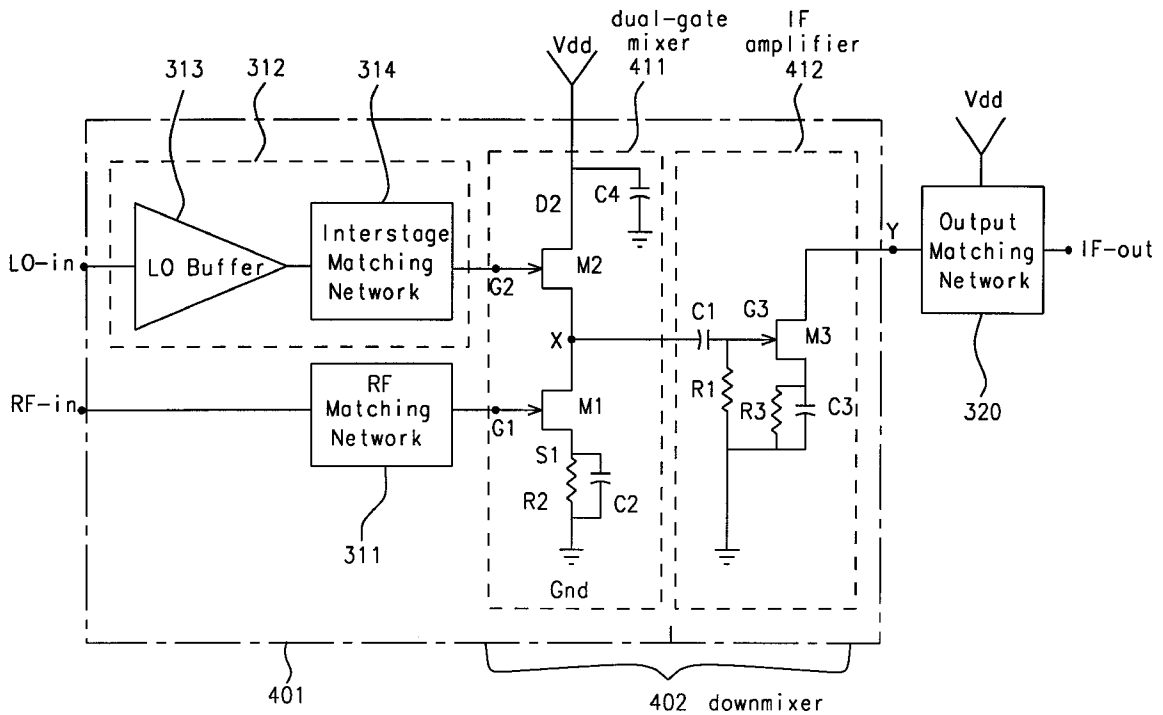 dual-gate
mixer
411
IF
amplifier
412
Vdd
313
312
314
Vdd
LO-in
LO Buffer
Interstage
Matching
Network
G2
D2
C4
M2
Y
Output
Matching
Network
IF-out
X
C1
G3
M3
R1
R3
C3
320
RF-in
RF
Matching
Network
G1
M1
S1
R2
C2
311
Gnd
401
402 downmixer